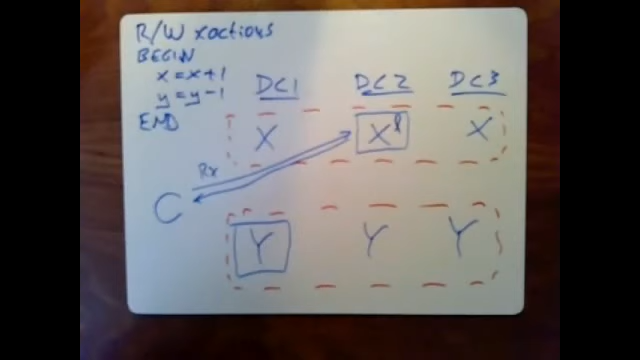 R/W xactions
BEGIN
x=x+1
y=y-1
END
DC1 DC2 DC3
X X X
Rx
C
Y Y Y